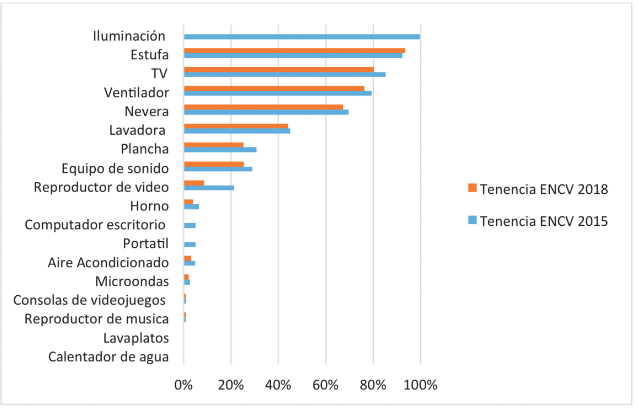 Iluminación
Estufa
TV
Ventilador
Nevera
Lavadora
Plancha
Equipo de sonido
Reproductor de video
Horno
Computador escritorio
Portatil
Aire Acondicionado
Microondas
Consolas de videojuegos
Reproductor de musica
Lavaplatos
Calentador de agua
0% 20% 40% 60% 80% 100%
Tenencia ENCV 2018
Tenencia ENCV 2015